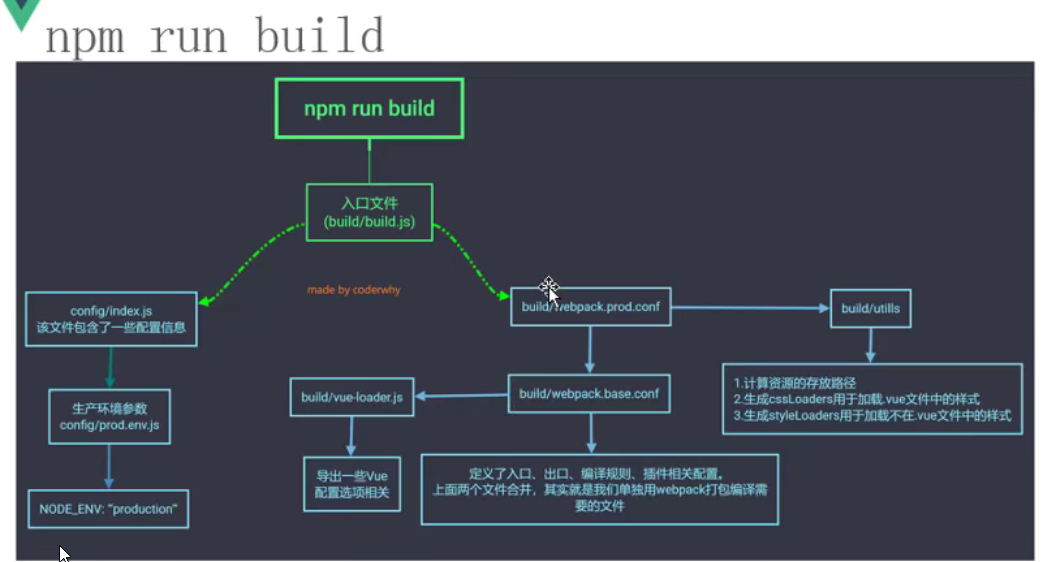 npm run build
npm run build
入口文件
(build/build.js)
made by coderwhy
config/index.js
该文件包含了一些配置信息
生产环境参数
config/prod.env.js
NODE_ENV: "production"
build/webpack.prod.conf
build/utills
1.计算资源的存放路径
2.生成cssLoaders用于加载.vue文件中的样式
3.生成styleLoaders用于加载不在.vue文件中的样式
build/webpack.base.conf
build/vue-loader.js
导出一些Vue
配置选项相关
定义了入口、出口、编译规则、插件相关配置。
上面两个文件合并，其实就是我们单独用webpack打包编译需
要的文件